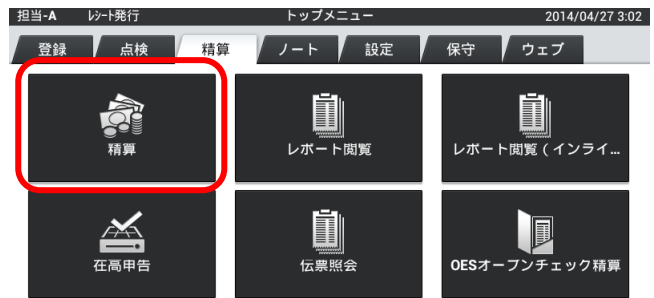 担当-A ﾚｼｰﾄ発行 トップメニュー 2014/04/27 3:02
登録 点検 精算 ノート 設定 保守 ウェブ
精算 レポート閲覧 レポート閲覧 ( インライ...
在高申告 伝票照会 OESオープンチェック精算